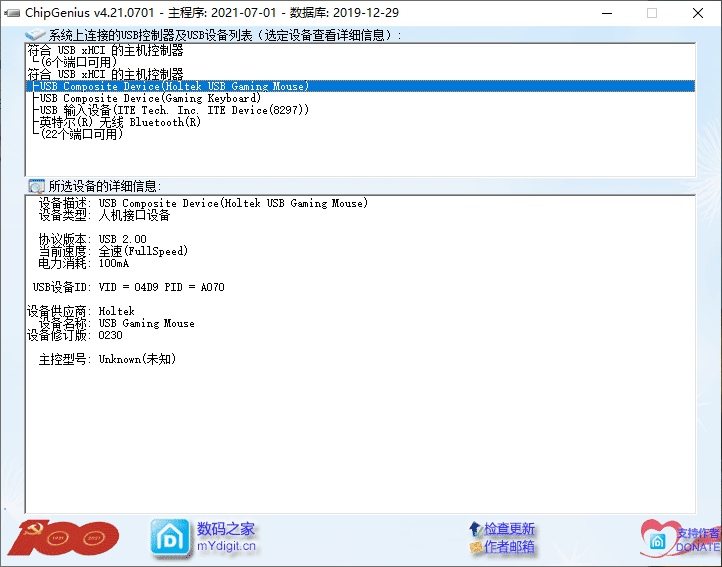 ChipGenius v4.21.0701 - 主程序: 2021-07-01 - 数据库: 2019-12-29
系统上连接的USB控制器及USB设备列表（选定设备查看详细信息）:
符合 USB xHCI 的主机控制器
(6个端口可用)
符合 USB xHCI 的主机控制器
USB Composite Device(Holtek USB Gaming Mouse)
USB Composite Device(Gaming Keyboard)
USB 输入设备(ITE Tech. Inc. ITE Device(8297))
英特尔(R) 无线 Bluetooth(R)
(22个端口可用)
所选设备的详细信息:
设备描述: USB Composite Device(Holtek USB Gaming Mouse)
设备类型: 人机接口设备
协议版本: USB 2.00
当前速度: 全速(FullSpeed)
电力消耗: 100mA
USB设备ID: VID = 04D9 PID = A070
设备供应商: Holtek
设备名称: USB Gaming Mouse
设备修订版: 0230
主控型号: Unknown(未知)
100
1921 2021
数码之家
mYdigit.cn
检查更新
作者邮箱
支持作者
DONATE